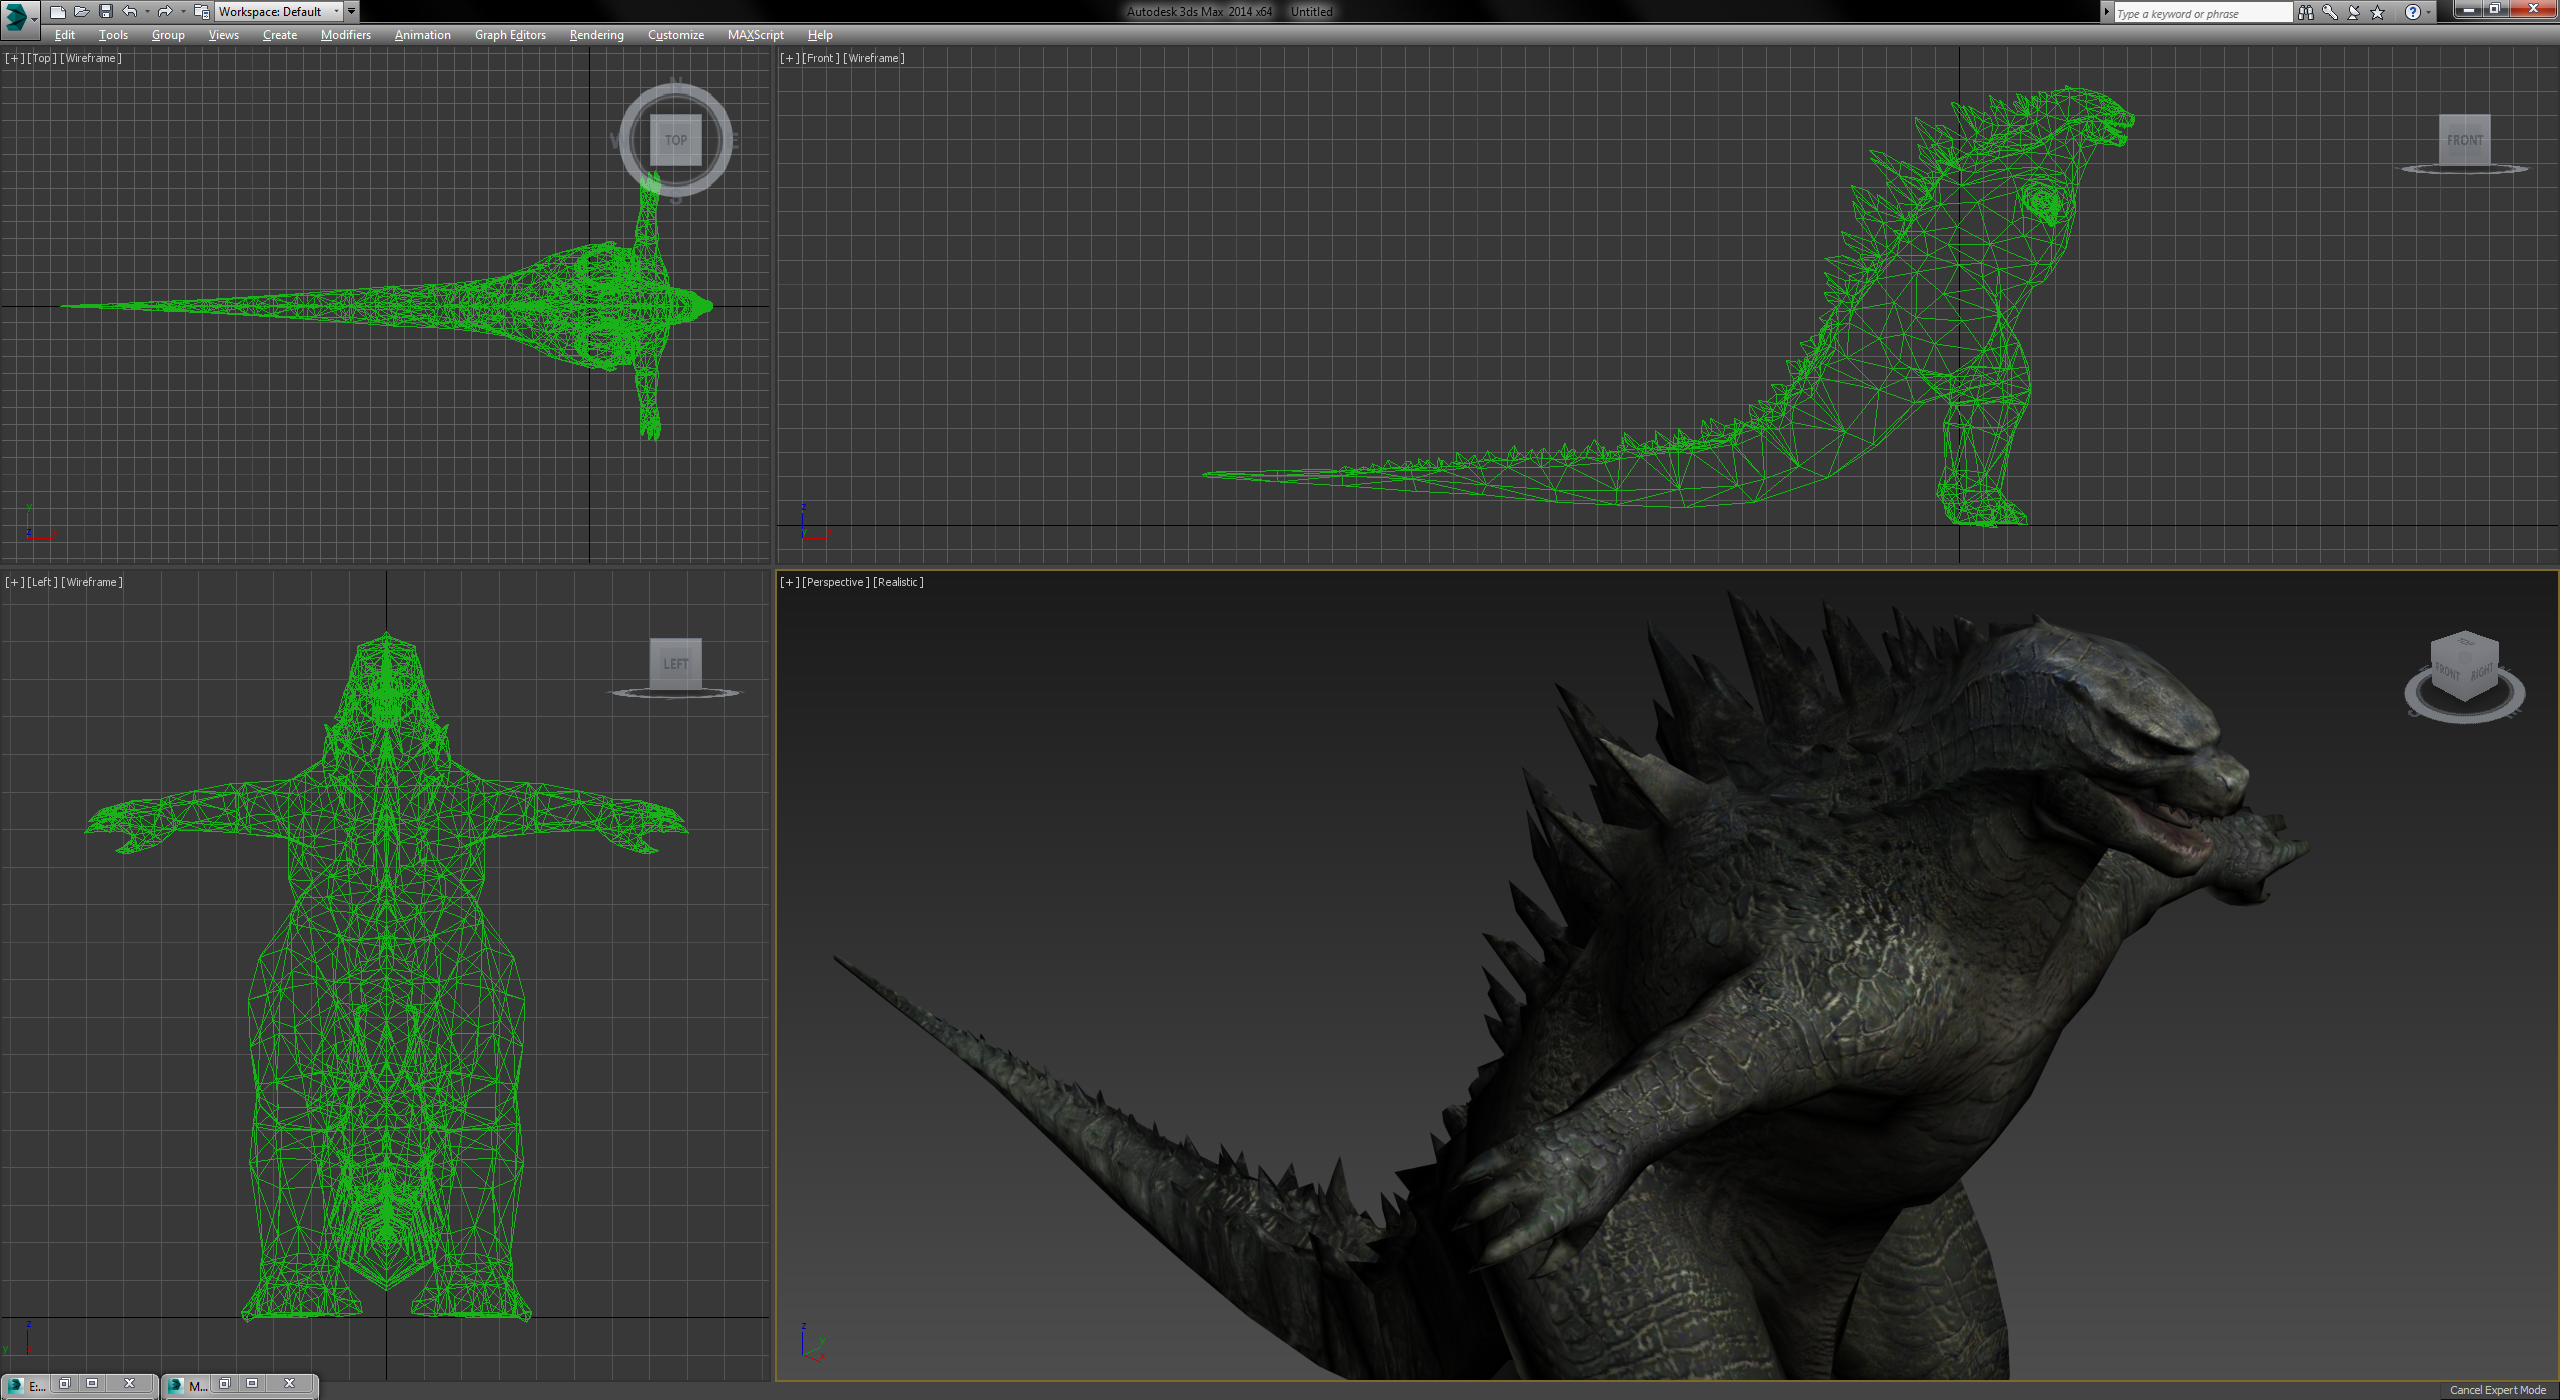 Workspace: Default
Autodesk 3ds Max 2014 x64 Untitled
Type a keyword or phrase
Edit Tools Group Views Create Modifiers Animation Graph Editors Rendering Customize MAXScript Help
[+] [Top] [Wireframe]
[+] [Front] [Wireframe]
N
TOP
E
S
FRONT
y
z
x
z
x
[+] [Left] [Wireframe]
[+] [Perspective] [Realistic]
LEFT
TOP
FRONT
RIGHT
z
y
z
y
x
E:...
M...
Cancel Expert Mode